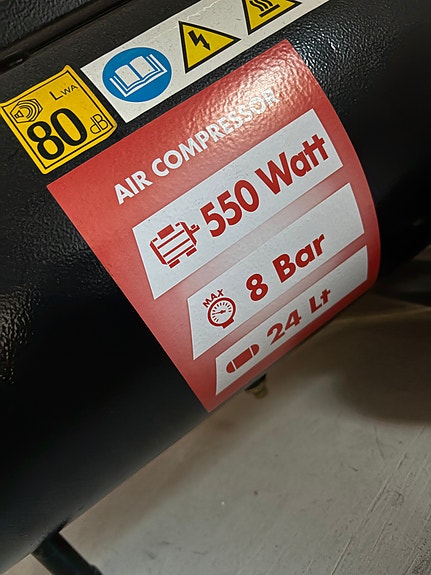 LWA
80 dB
AIR COMPRESSOR
550 Watt
MAX
8 Bar
24 Lt